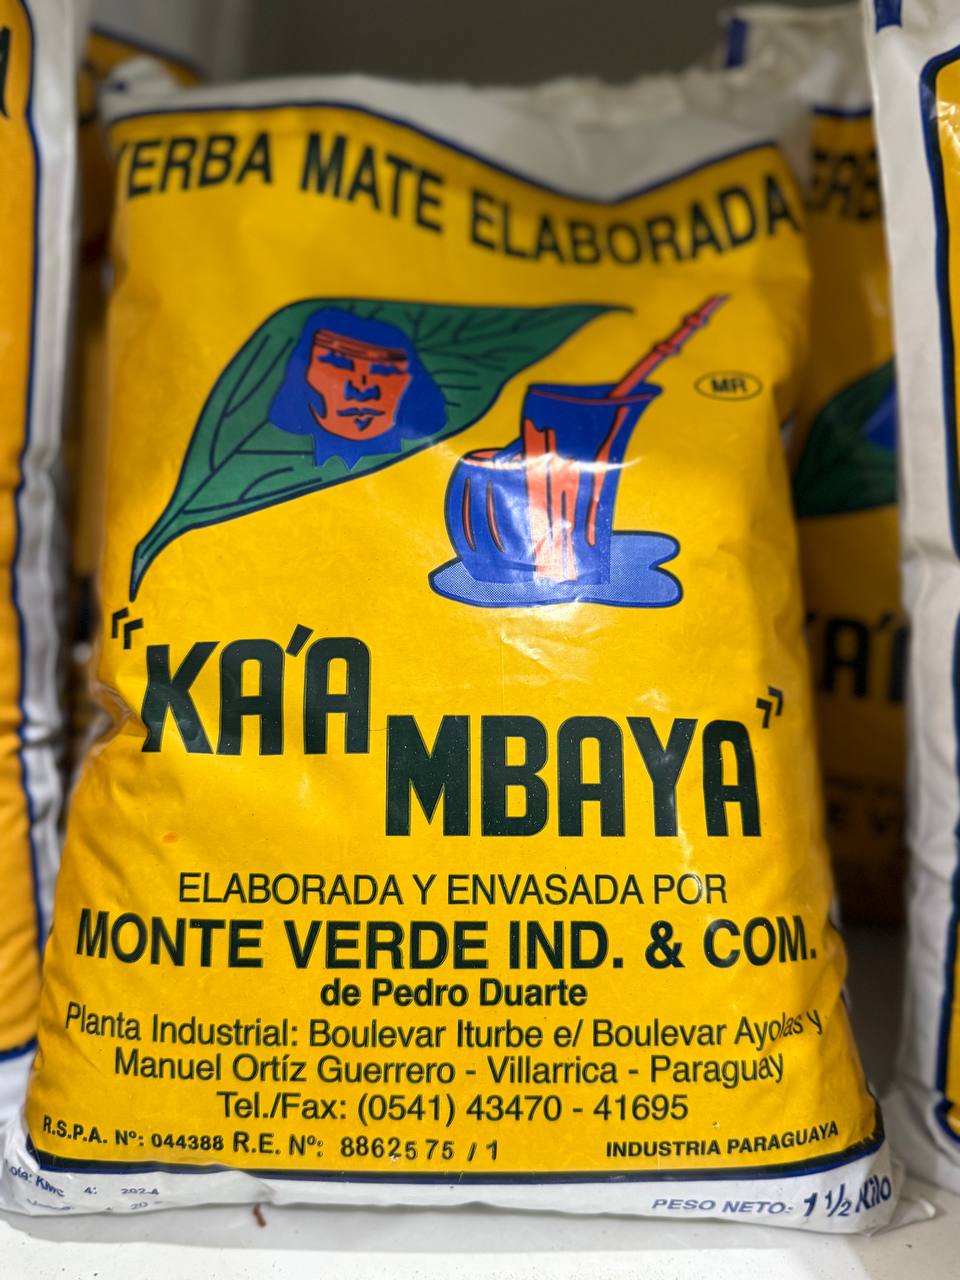 YERBA MATE ELABORADA
MR
"KA'A
MBAYA"
ELABORADA Y ENVASADA POR
MONTE VERDE IND. & COM.
de Pedro Duarte
Planta Industrial: Boulevar Iturbe e/ Boulevar Ayolas y
Manuel Ortíz Guerrero - Villarrica - Paraguay
Tel./Fax: (0541) 43470 - 41695
R.S.P.A. Nº: 044388 R.E. Nº: 8862575 / 1 INDUSTRIA PARAGUAYA
PESO NETO: 1 1/2 Kilo